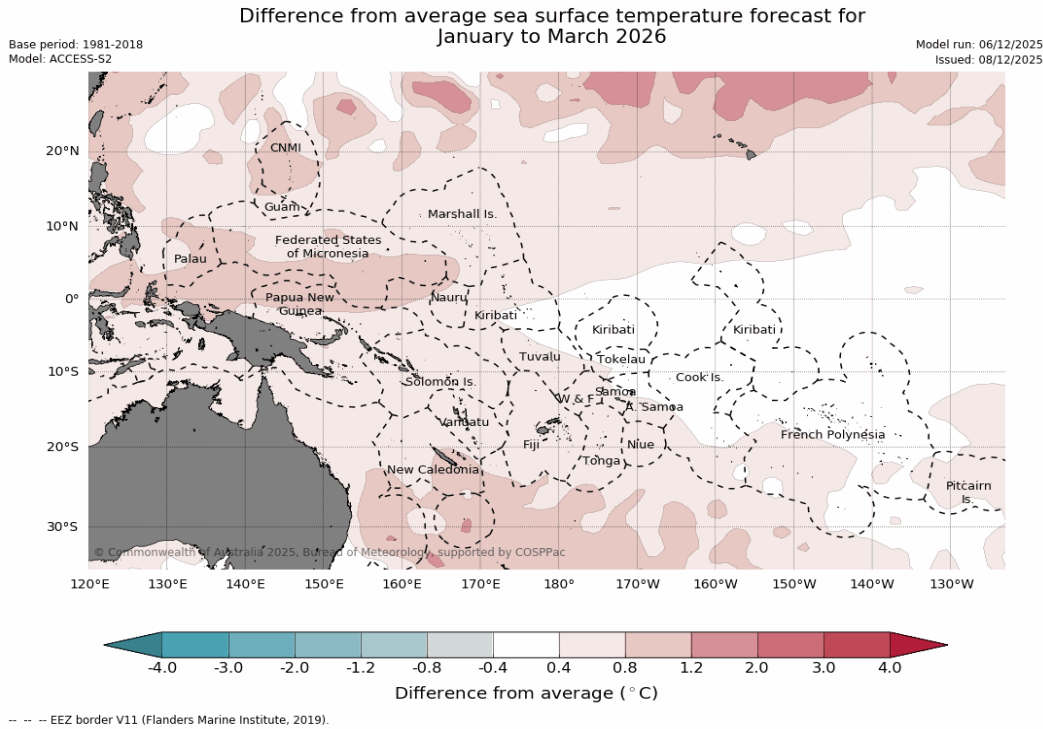 Difference from average sea surface temperature forecast for
January to March 2026
Base period: 1981-2018
Model: ACCESS-S2
Model run: 06/12/2025
Issued: 08/12/2025
20°N
10°N
0°
10°S
20°S
30°S
CNMI
Guam
Marshall Is.
Palau
Federated States
of Micronesia
Papua New
Guinea
Nauru
Kiribati
Kiribati
Kiribati
Tuvalu
Tokelau
Solomon Is.
Cook Is.
W & F
Samoa
A. Samoa
Vanuatu
Fiji
Niue
French Polynesia
Tonga
New Caledonia
Pitcairn
Is.
© Commonwealth of Australia 2025, Bureau of Meteorology, supported by COSPPac
120°E 130°E 140°E 150°E 160°E 170°E 180° 170°W 160°W 150°W 140°W 130°W
-4.0 -3.0 -2.0 -1.2 -0.8 -0.4 0.4 0.8 1.2 2.0 3.0 4.0
Difference from average (°C)
-- -- -- EEZ border V11 (Flanders Marine Institute, 2019).